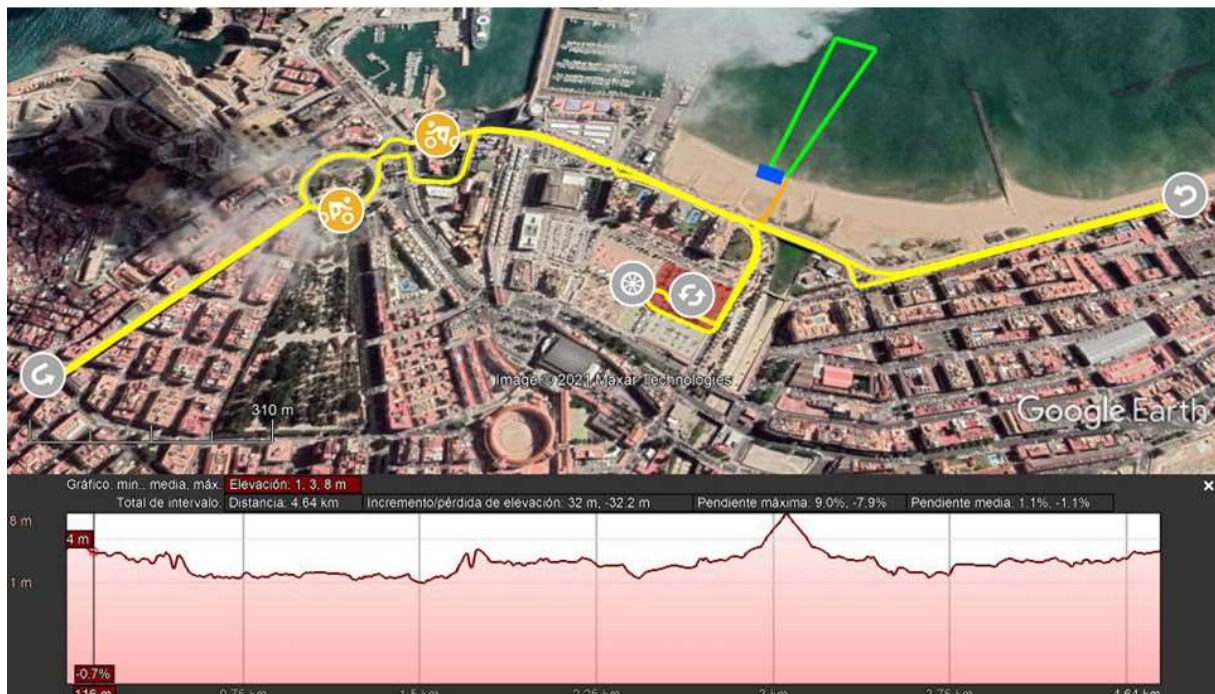 310 m
Image © 2021 Maxar Technologies
Google Earth
Gráfico: min., media, máx. Elevación: 1, 3, 8 m
Total de intervalo: Distancia: 4.64 km Incremento/pérdida de elevación: 32 m, -32.2 m Pendiente máxima: 9.0%, -7.9% Pendiente media: 1.1%, -1.1%
8 m
4 m
1 m
-0.7%
116 m 0.75 km 1.5 km 2.25 km 3 km 3.75 km 4.64 km